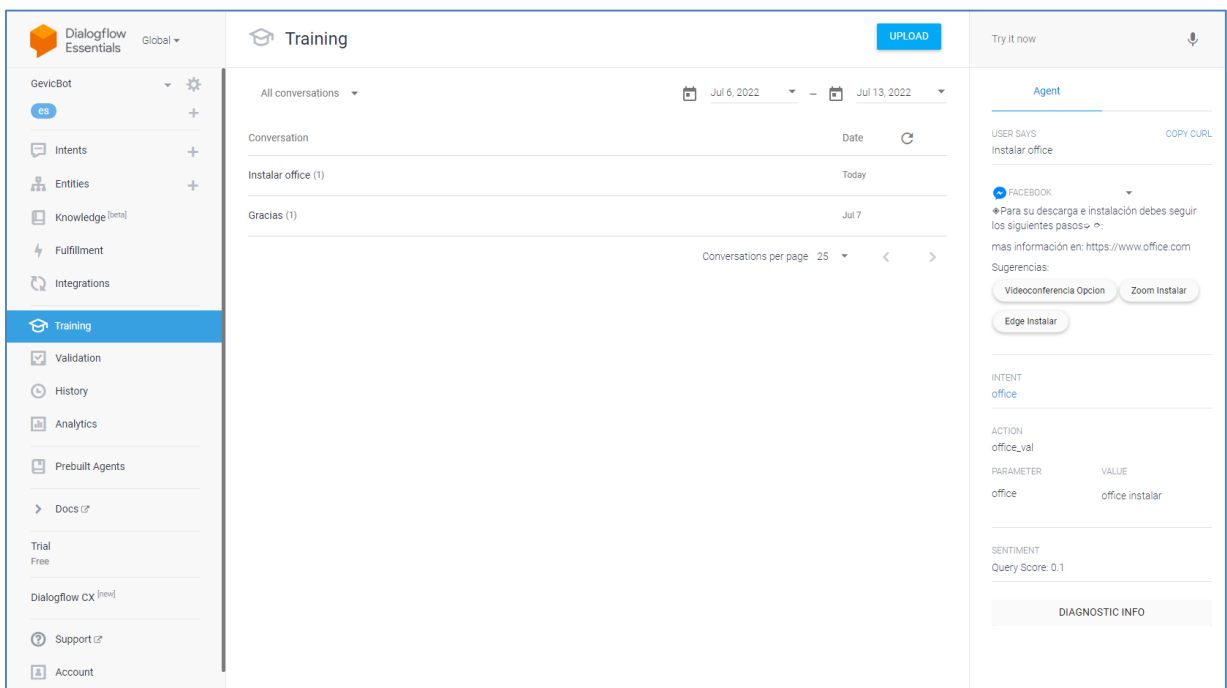 Dialogflow
Essentials
Global
GevicBot
es
Intents
Entities
Knowledge [beta]
Fulfillment
Integrations
Training
Validation
History
Analytics
Prebuilt Agents
Docs
Trial
Free
Dialogflow CX [new]
Support
Account
Training
UPLOAD
All conversations
Jul 6, 2022 – Jul 13, 2022
Conversation Date
Instalar office (1) Today
Gracias (1) Jul 7
Conversations per page 25
Try it now
Agent
USER SAYS COPY CURL
Instalar office
FACEBOOK
Para su descarga e instalación debes seguir
los siguientes pasos :
mas información en: https://www.office.com
Sugerencias:
Videoconferencia Opcion Zoom Instalar
Edge Instalar
INTENT
office
ACTION
office_val
PARAMETER VALUE
office office instalar
SENTIMENT
Query Score: 0.1
DIAGNOSTIC INFO